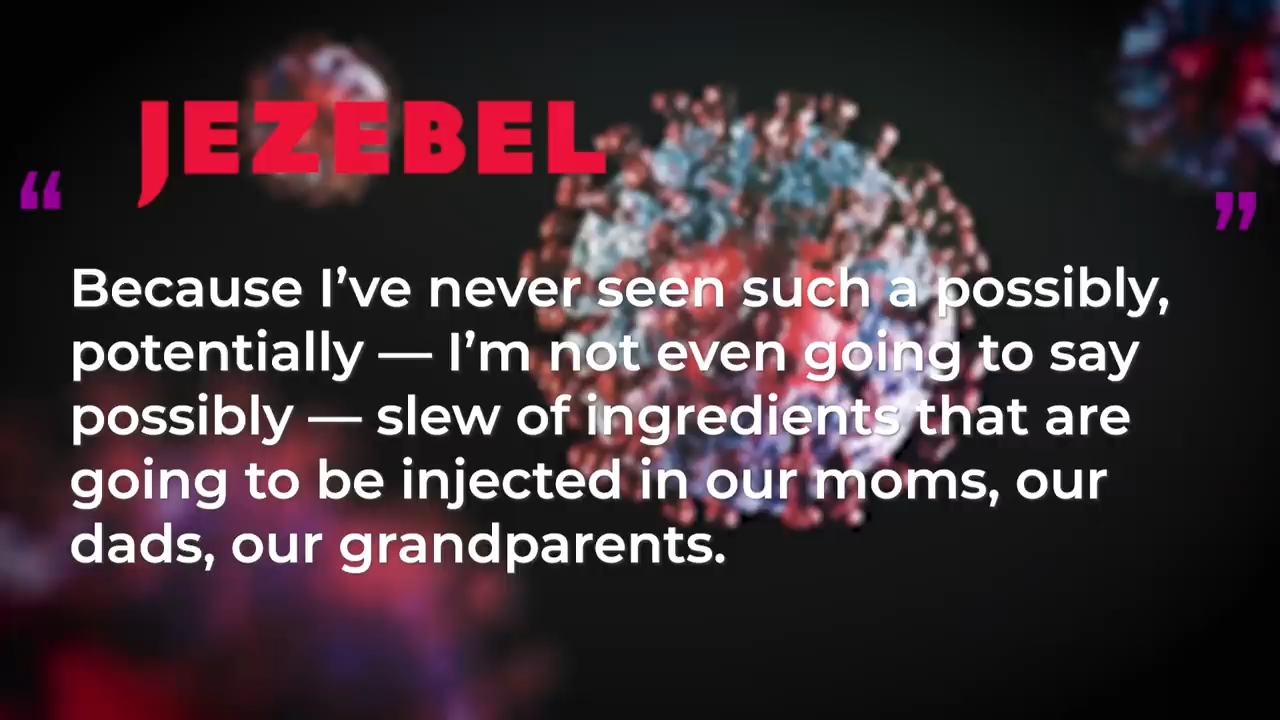 JEZEBEL
“ ”
Because I’ve never seen such a possibly,
potentially — I’m not even going to say
possibly — slew of ingredients that are
going to be injected in our moms, our
dads, our grandparents.